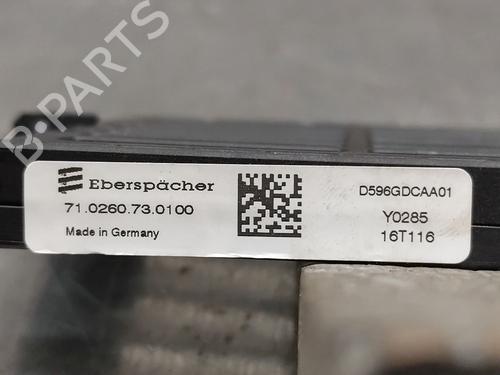 B-PARTS
Eberspächer
71.0260.73.0100
Made in Germany
D596GDCAA01
Y0285
16T116